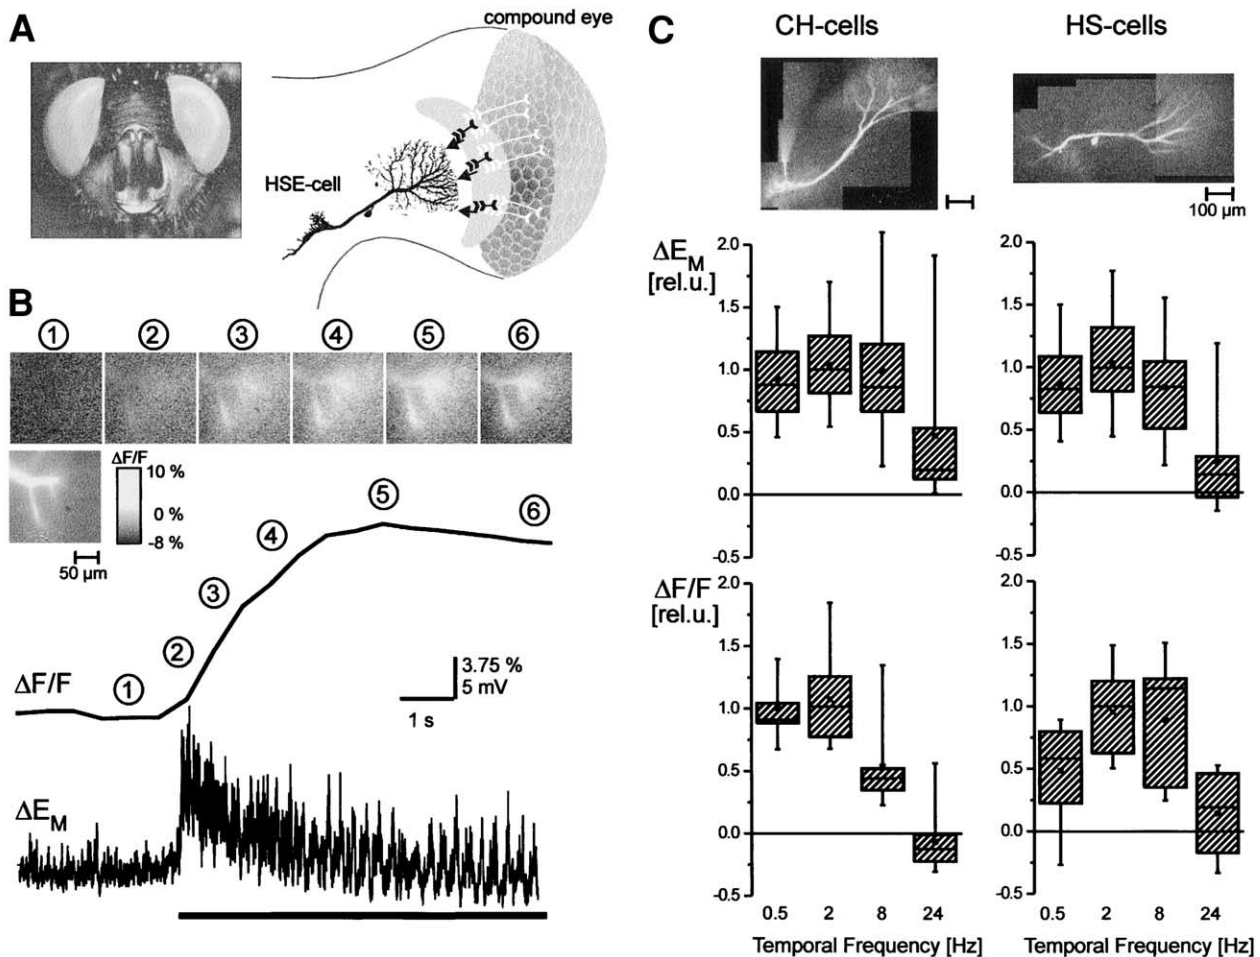 A
compound eye
HSE-cell
B
1 2 3 4 5 6
ΔF/F
10 %
0 %
-8 %
50 µm
5
6
4
3
2
1
ΔF/F
3.75 %
5 mV
1 s
ΔE_M
C
CH-cells
HS-cells
100 µm
ΔE_M
[rel.u.]
2.0
1.5
1.0
0.5
0.0
-0.5
2.0
1.5
1.0
0.5
0.0
-0.5
ΔF/F
[rel.u.]
2.0
1.5
1.0
0.5
0.0
-0.5
2.0
1.5
1.0
0.5
0.0
-0.5
0.5 2 8 24
Temporal Frequency [Hz]
0.5 2 8 24
Temporal Frequency [Hz]